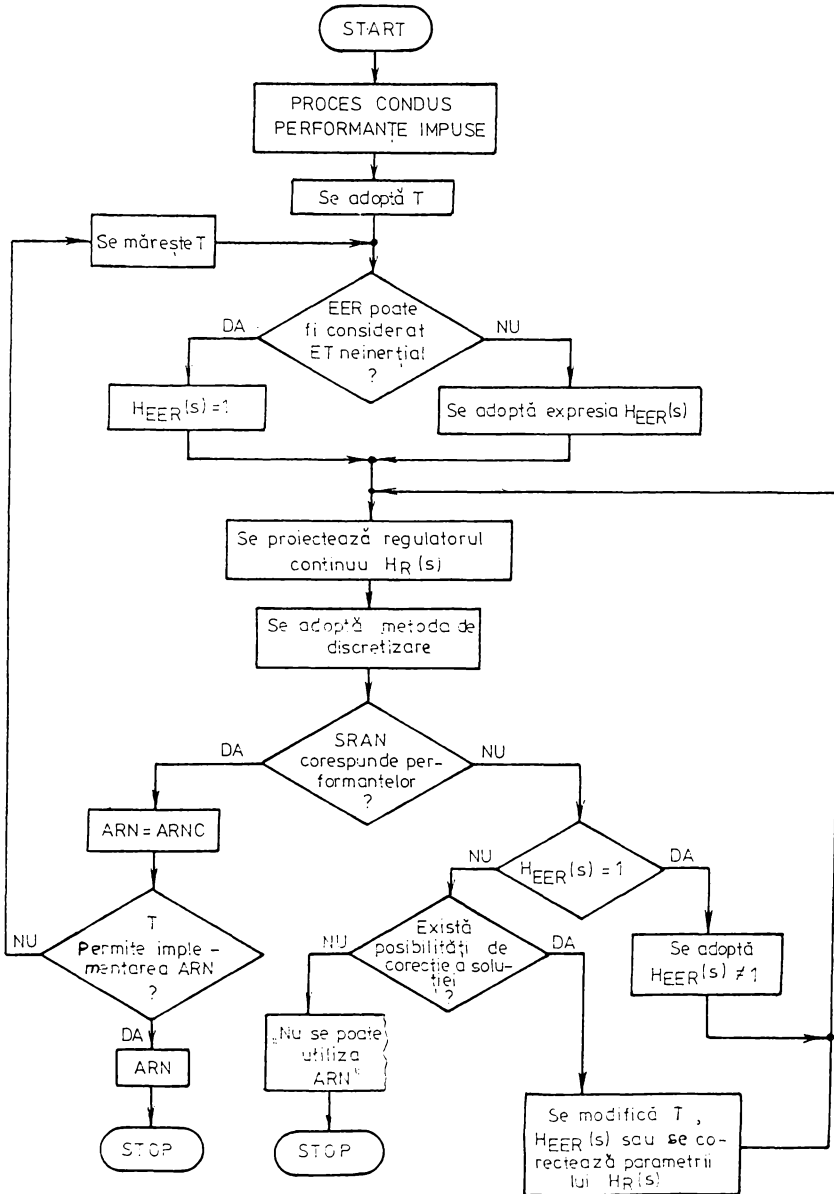 START
PROCES CONDUS
PERFORMANȚE IMPUSE
Se adoptă T
Se mărește T
EER poate
fi considerat
ET neinerțial
?
DA
NU
HEER(s)=1
Se adoptă expresia HEER(s)
Se proiectează regulatorul
continuu HR(s)
Se adoptă metoda de
discretizare
SRAN
corespunde per-
formantelor
?
DA
NU
ARN = ARNC
HEER(s) = 1
NU
DA
T
Permite imple-
mentarea ARN
?
NU
DA
Există
posibilități de
corecție a solu-
ției
?
NU
DA
Se adoptă
HEER(s) ≠ 1
ARN
„Nu se poate
utiliza
ARN"
STOP
STOP
Se modifică T,
HEER(s) sau se co-
rectează parametrii
lui HR(s)